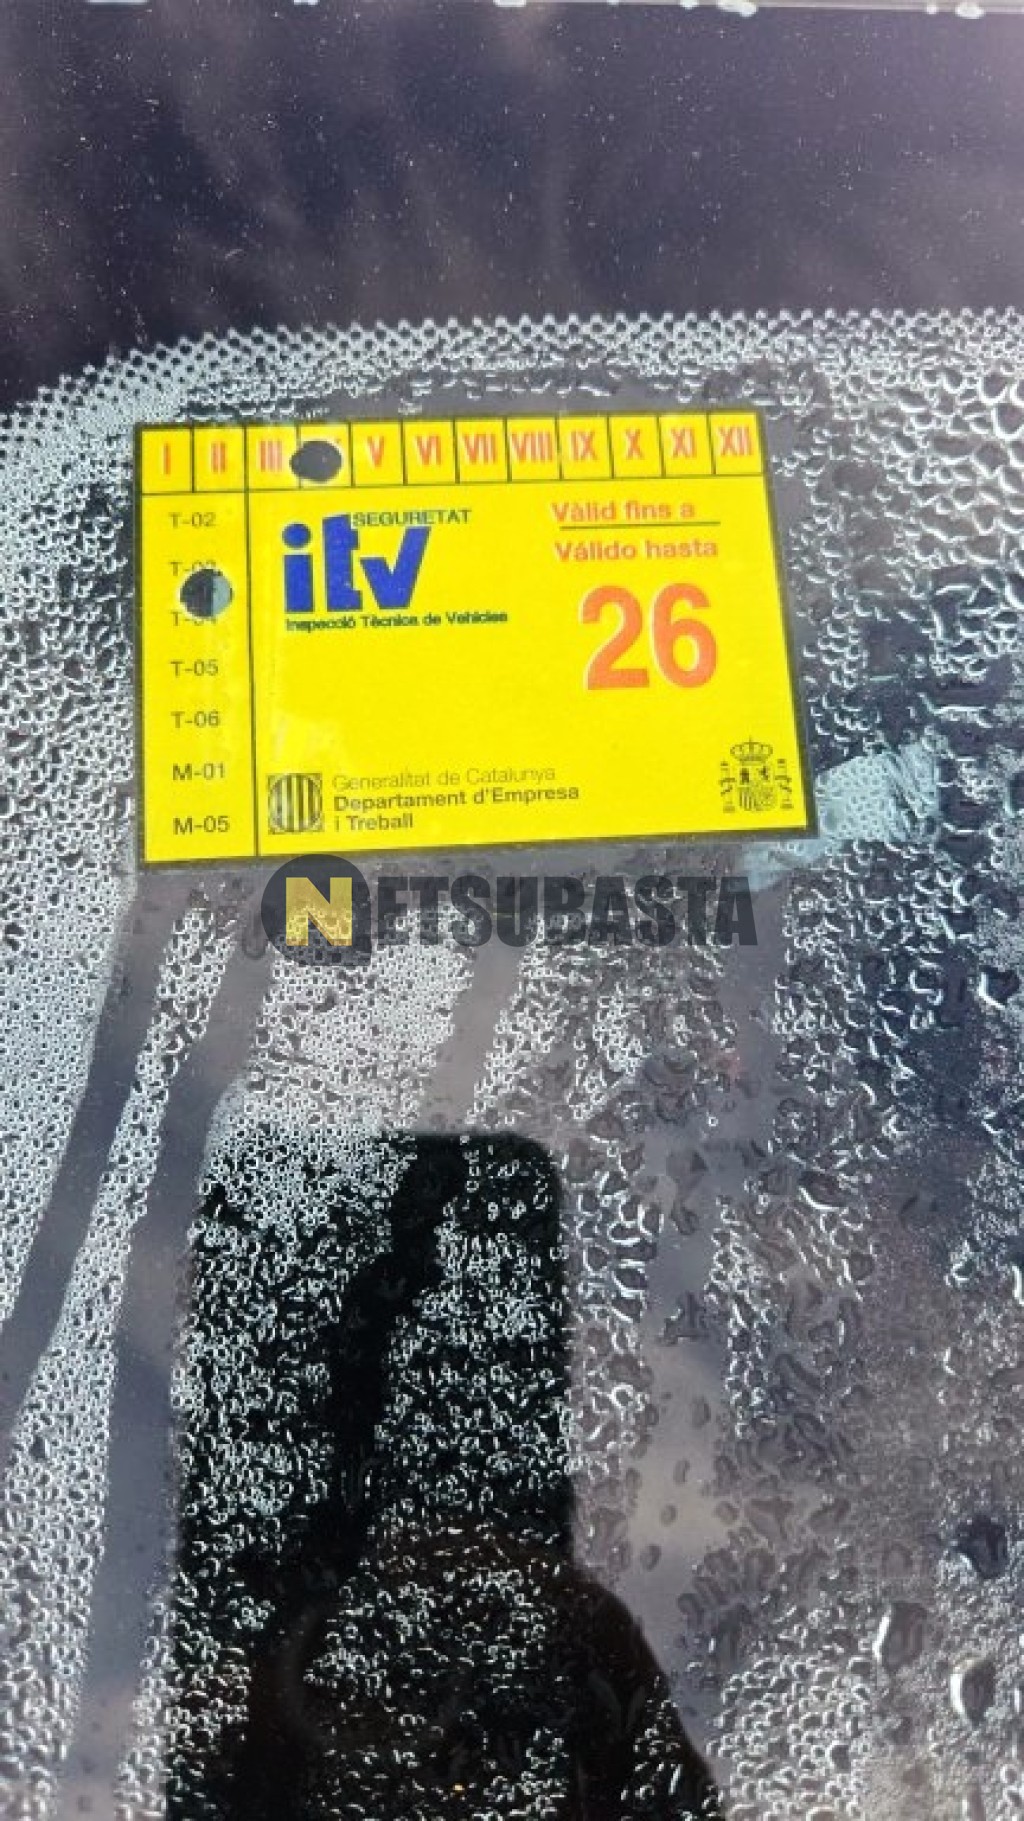 I II III V VI VII VIII IX X XI XII
T-02
T-05
T-06
M-01
M-05
SEGURETAT
itv
Inspecció Tècnica de Vehicles
Vàlid fins a
Válido hasta
26
Generalitat de Catalunya
Departament d'Empresa
i Treball
NETSUBASTA